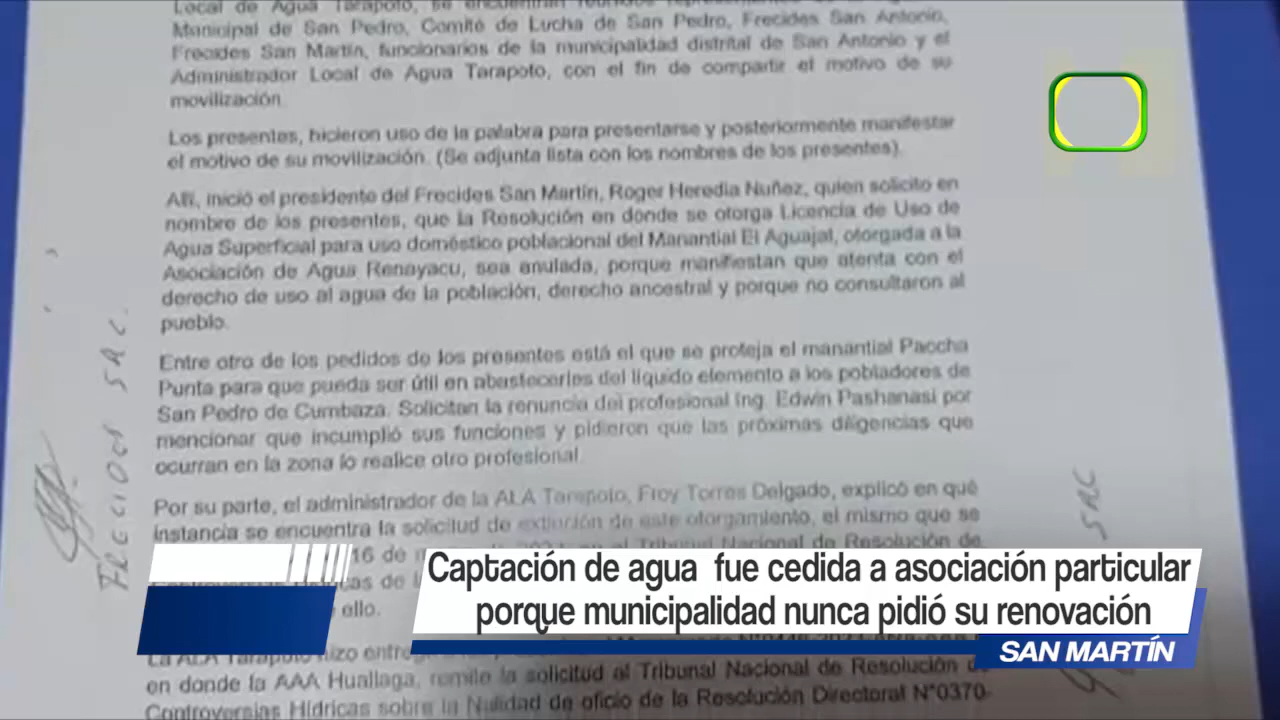 Local de Agua Tarapoto, se encuentran reunidos
Municipal de San Pedro, Comité de Lucha de San Pedro, Frecides San Antonio,
Frecides San Martín, funcionarios de la municipalidad distrital de San Antonio y el
Administrador Local de Agua Tarapoto, con el fin de compartir el motivo de su
movilización.
Los presentes, hicieron uso de la palabra para presentarse y posteriormente manifestar
el motivo de su movilización. (Se adjunta lista con los nombres de los presentes).
Allí, inició el presidente del Frecides San Martín, Roger Heredia Nuñez, quien solicito en
nombre de los presentes, que la Resolución en donde se otorga Licencia de Uso de
Agua Superficial para uso doméstico poblacional del Manantial El Aguajal, otorgada a la
Asociación de Agua Renayacu, sea anulada, porque manifiestan que atenta con el
derecho de uso al agua de la población, derecho ancestral y porque no consultaron al
pueblo.
Entre otro de los pedidos de los presentes está el que se proteja el manantial Paccha
Punta para que pueda ser útil en abastecerles del líquido elemento a los pobladores de
San Pedro de Cumbaza. Solicitan la renuncia del profesional Ing. Edwin Pashanasi por
mencionar que incumplió sus funciones y pidieron que las próximas diligencias que
ocurran en la zona lo realice otro profesional.
Por su parte, el administrador de la ALA Tarapoto, Froy Torres Delgado, explicó en qué
instancia se encuentra la solicitud de extinción de este otorgamiento, el mismo que se
16 de Tribunal Nacional de Resolución de
ello.
Captación de agua fue cedida a asociación particular
porque municipalidad nunca pidió su renovación
SAN MARTÍN
La ALA Tarapoto hizo
en donde la AAA Huallaga, remite la solicitud al Tribunal Nacional de Resolución
Controversias Hídricas sobre la Nulidad de oficio de la Resolución Directoral N°0370-
SAC